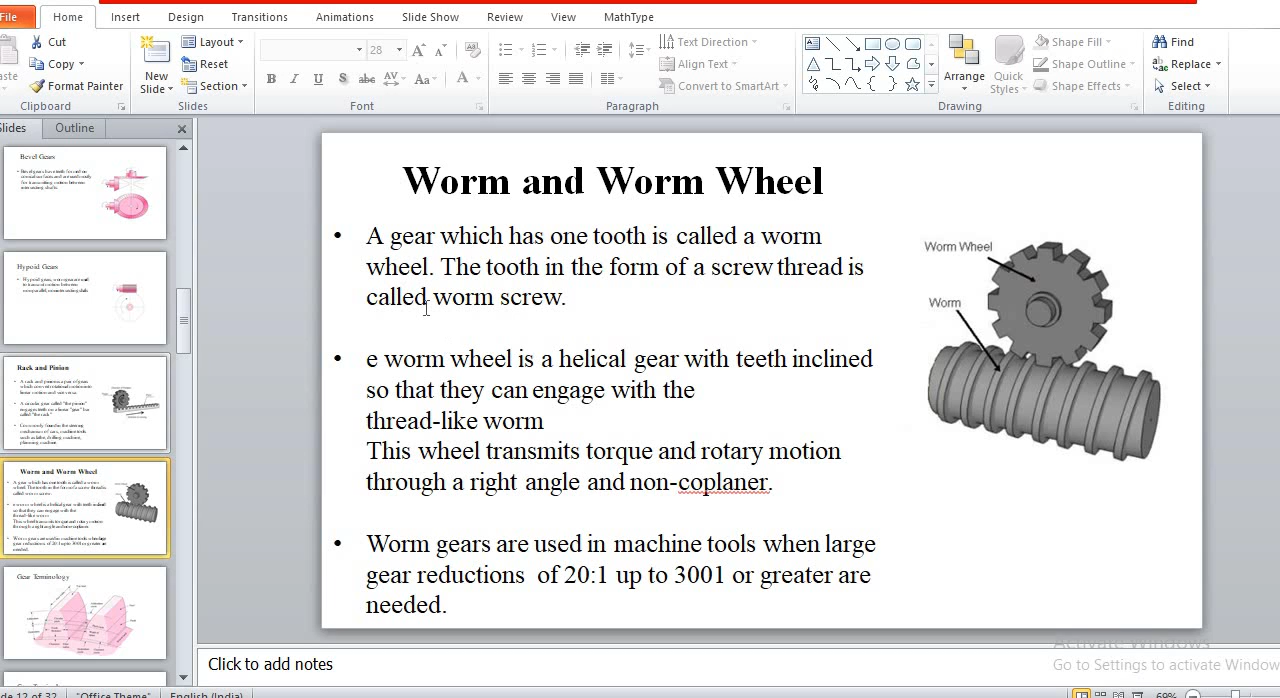 File Home Insert Design Transitions Animations Slide Show Review View MathType
Cut
Copy
Format Painter
Clipboard
New Slide
Layout
Reset
Section
Slides
28
B I U S abc AV Aa A
Font
Text Direction
Align Text
Convert to SmartArt
Paragraph
Arrange
Quick Styles
Shape Fill
Shape Outline
Shape Effects
Drawing
Find
Replace
Select
Editing
Outline
Bevel Gears
Hypoid Gears
Rack and Pinion
Worm and Worm Wheel
Gear Terminology
Worm and Worm Wheel
• A gear which has one tooth is called a worm
wheel. The tooth in the form of a screw thread is
called worm screw.
• e worm wheel is a helical gear with teeth inclined
so that they can engage with the
thread-like worm
This wheel transmits torque and rotary motion
through a right angle and non-coplaner.
• Worm gears are used in machine tools when large
gear reductions of 20:1 up to 3001 or greater are
needed.
Worm Wheel
Worm
Click to add notes
Activate Windows
Go to Settings to activate Window
12 of 32 "Office Theme" English (India) 69%